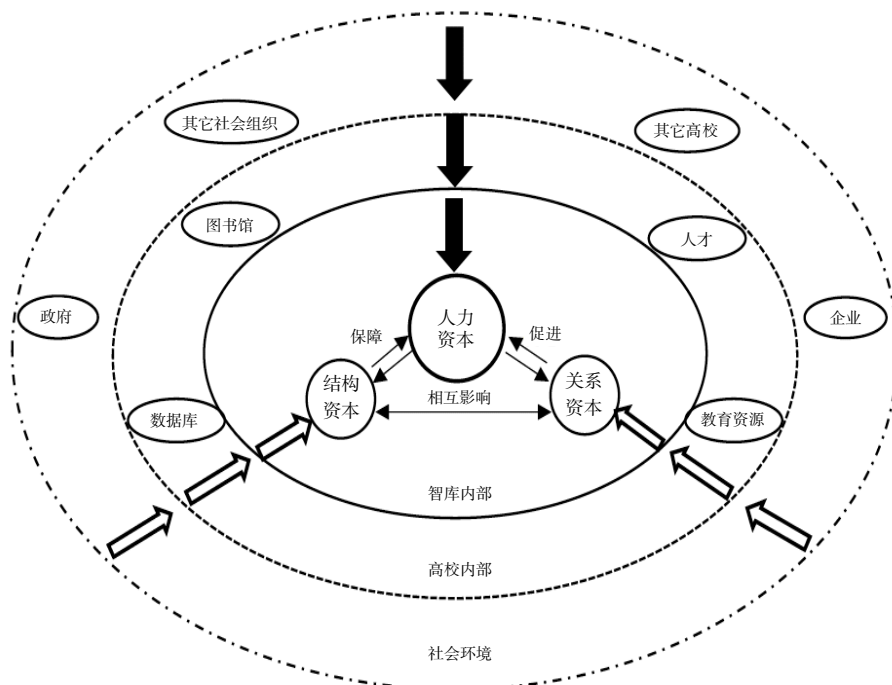 其它社会组织
其它高校
图书馆
人才
政府
企业
人力
资本
保障
促进
结构
资本
关系
资本
相互影响
数据库
教育资源
智库内部
高校内部
社会环境